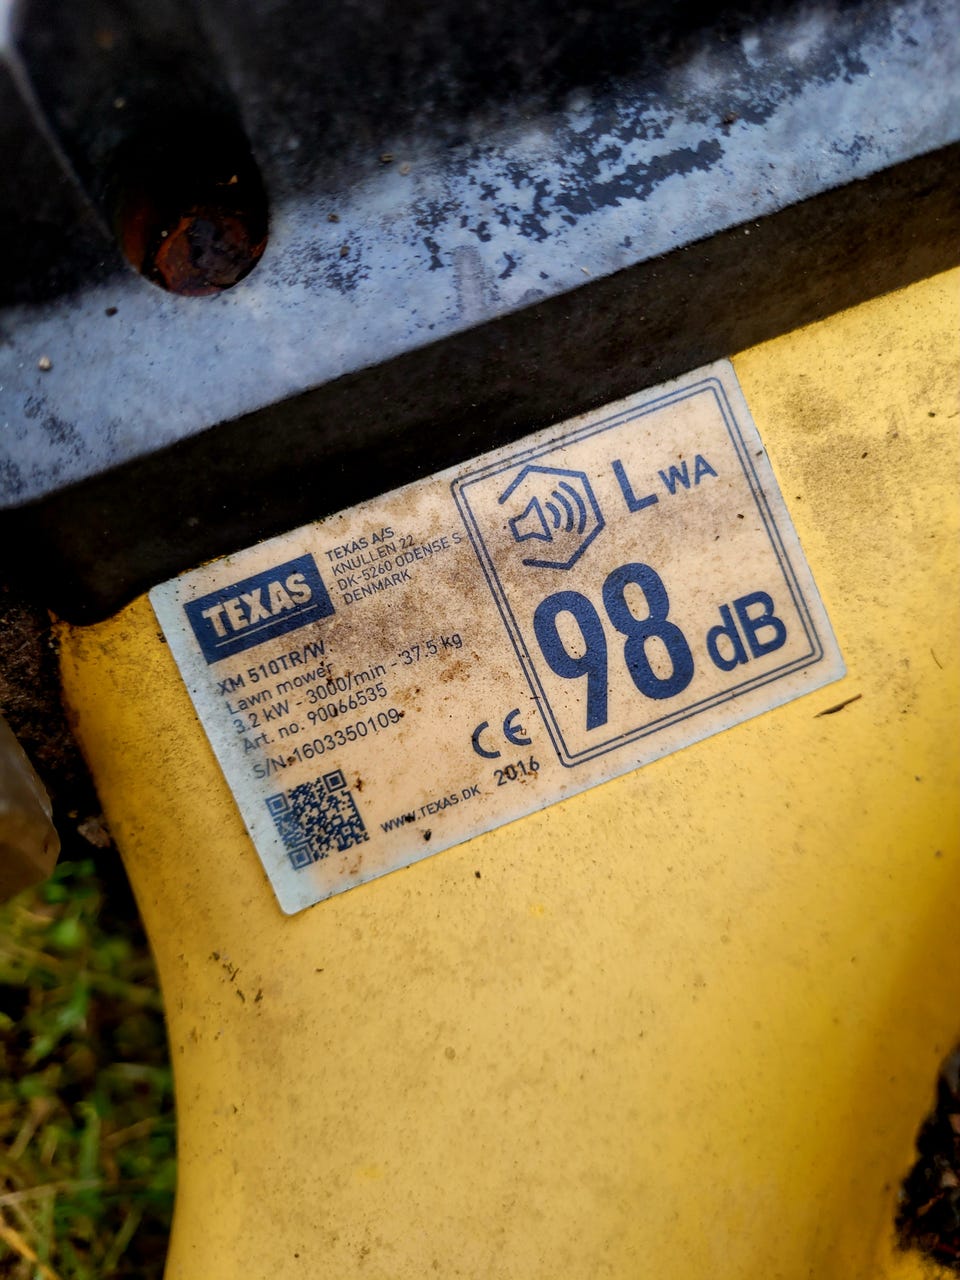 TEXAS
TEXAS A/S
KNULLEN 22
DK-5260 ODENSE S
DENMARK
XM 510TR/W
Lawn mower
3.2 kW - 3000/min - 37.5 kg
Art. no. 90066535
S/N:1603350109
CE
2016
WWW.TEXAS.DK
LWA
98 dB